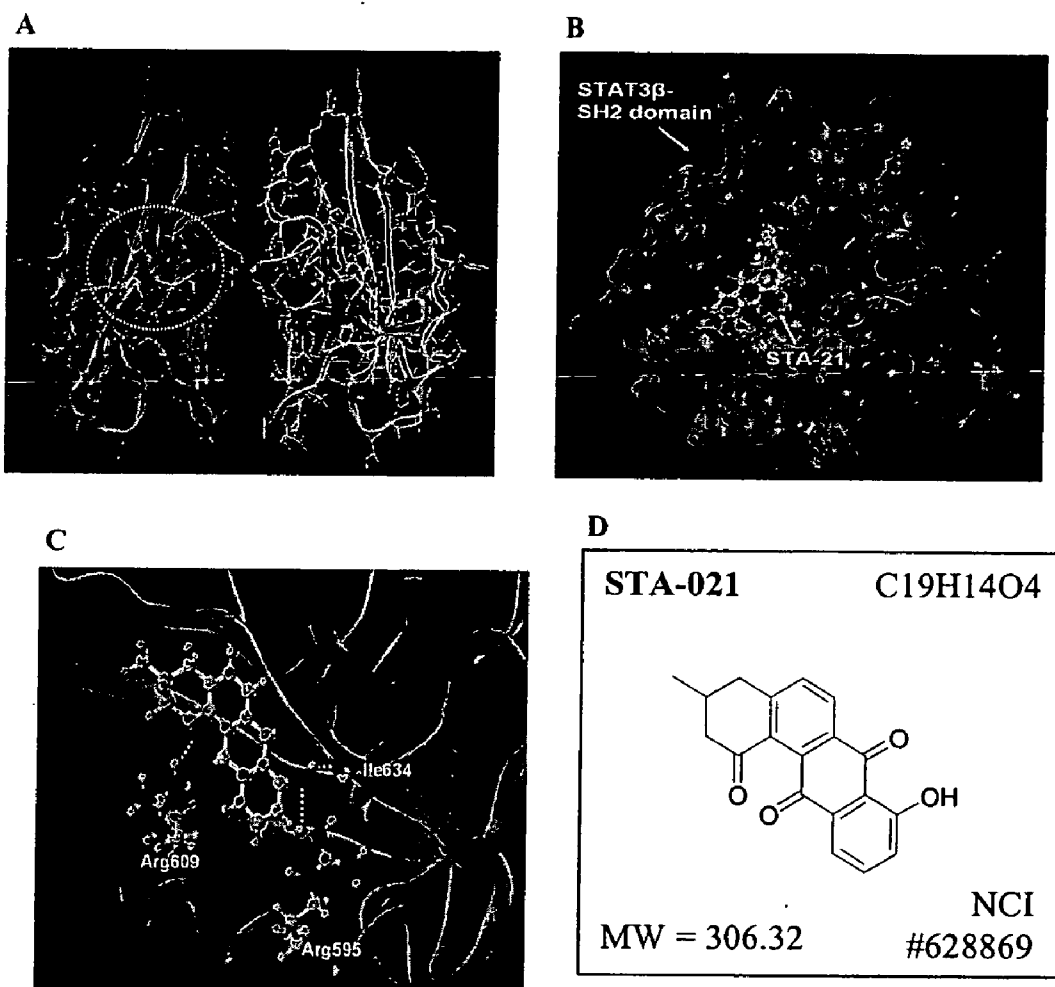 A
B
STAT3β-
SH2 domain
STA-21
C
D
Ile634
Arg609
Arg595
STA-021 C19H14O4
O
O
O
OH
MW = 306.32
NCI
#628869